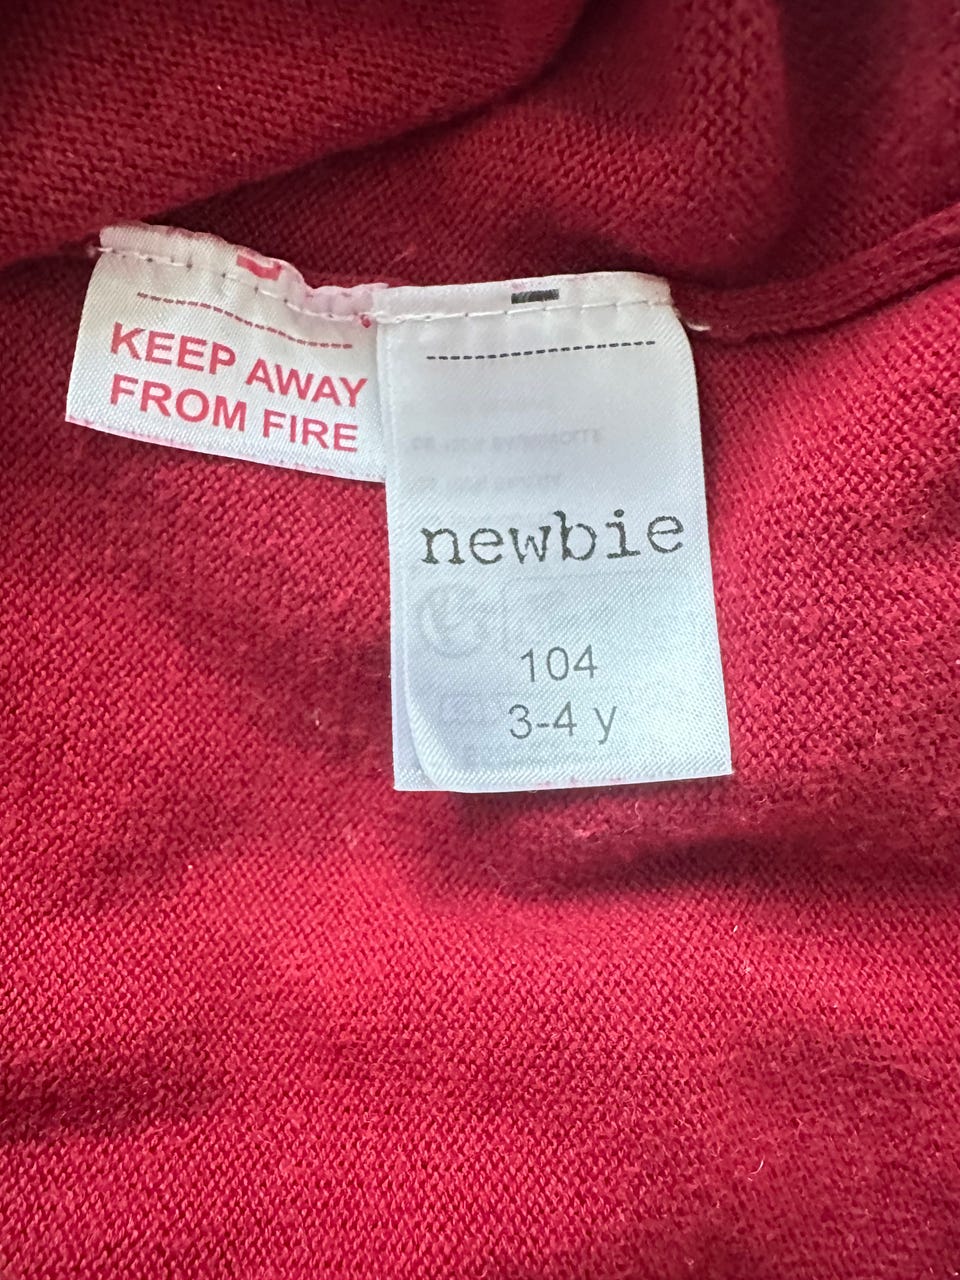 KEEP AWAY
FROM FIRE
newbie
104
3-4 y